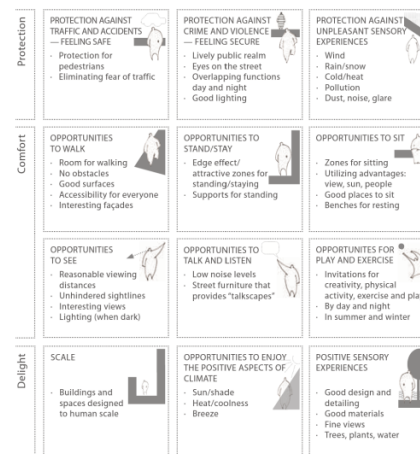 Protection
PROTECTION AGAINST
TRAFFIC AND ACCIDENTS
— FEELING SAFE
· Protection for
pedestrians
· Eliminating fear of traffic
PROTECTION AGAINST
CRIME AND VIOLENCE
— FEELING SECURE
· Lively public realm
· Eyes on the street
· Overlapping functions
day and night
· Good lighting
PROTECTION AGAINST
UNPLEASANT SENSORY
EXPERIENCES
· Wind
· Rain/snow
· Cold/heat
· Pollution
· Dust, noise, glare
Comfort
OPPORTUNITIES
TO WALK
· Room for walking
· No obstacles
· Good surfaces
· Accessibility for everyone
· Interesting façades
OPPORTUNITIES TO
STAND/STAY
· Edge effect/
attractive zones for
standing/staying
· Supports for standing
OPPORTUNITIES TO SIT
· Zones for sitting
· Utilizing advantages:
view, sun, people
· Good places to sit
· Benches for resting
OPPORTUNITIES
TO SEE
· Reasonable viewing
distances
· Unhindered sightlines
· Interesting views
· Lighting (when dark)
OPPORTUNITIES TO
TALK AND LISTEN
· Low noise levels
· Street furniture that
provides "talkscapes"
OPPORTUNITES FOR
PLAY AND EXERCISE
· Invitations for
creativity, physical
activity, exercise and pla
· By day and night
· In summer and winter
Delight
SCALE
· Buildings and
spaces designed
to human scale
OPPORTUNITIES TO ENJOY
THE POSITIVE ASPECTS OF
CLIMATE
· Sun/shade
· Heat/coolness
· Breeze
POSITIVE SENSORY
EXPERIENCES
· Good design and
detailing
· Good materials
· Fine views
· Trees, plants, water